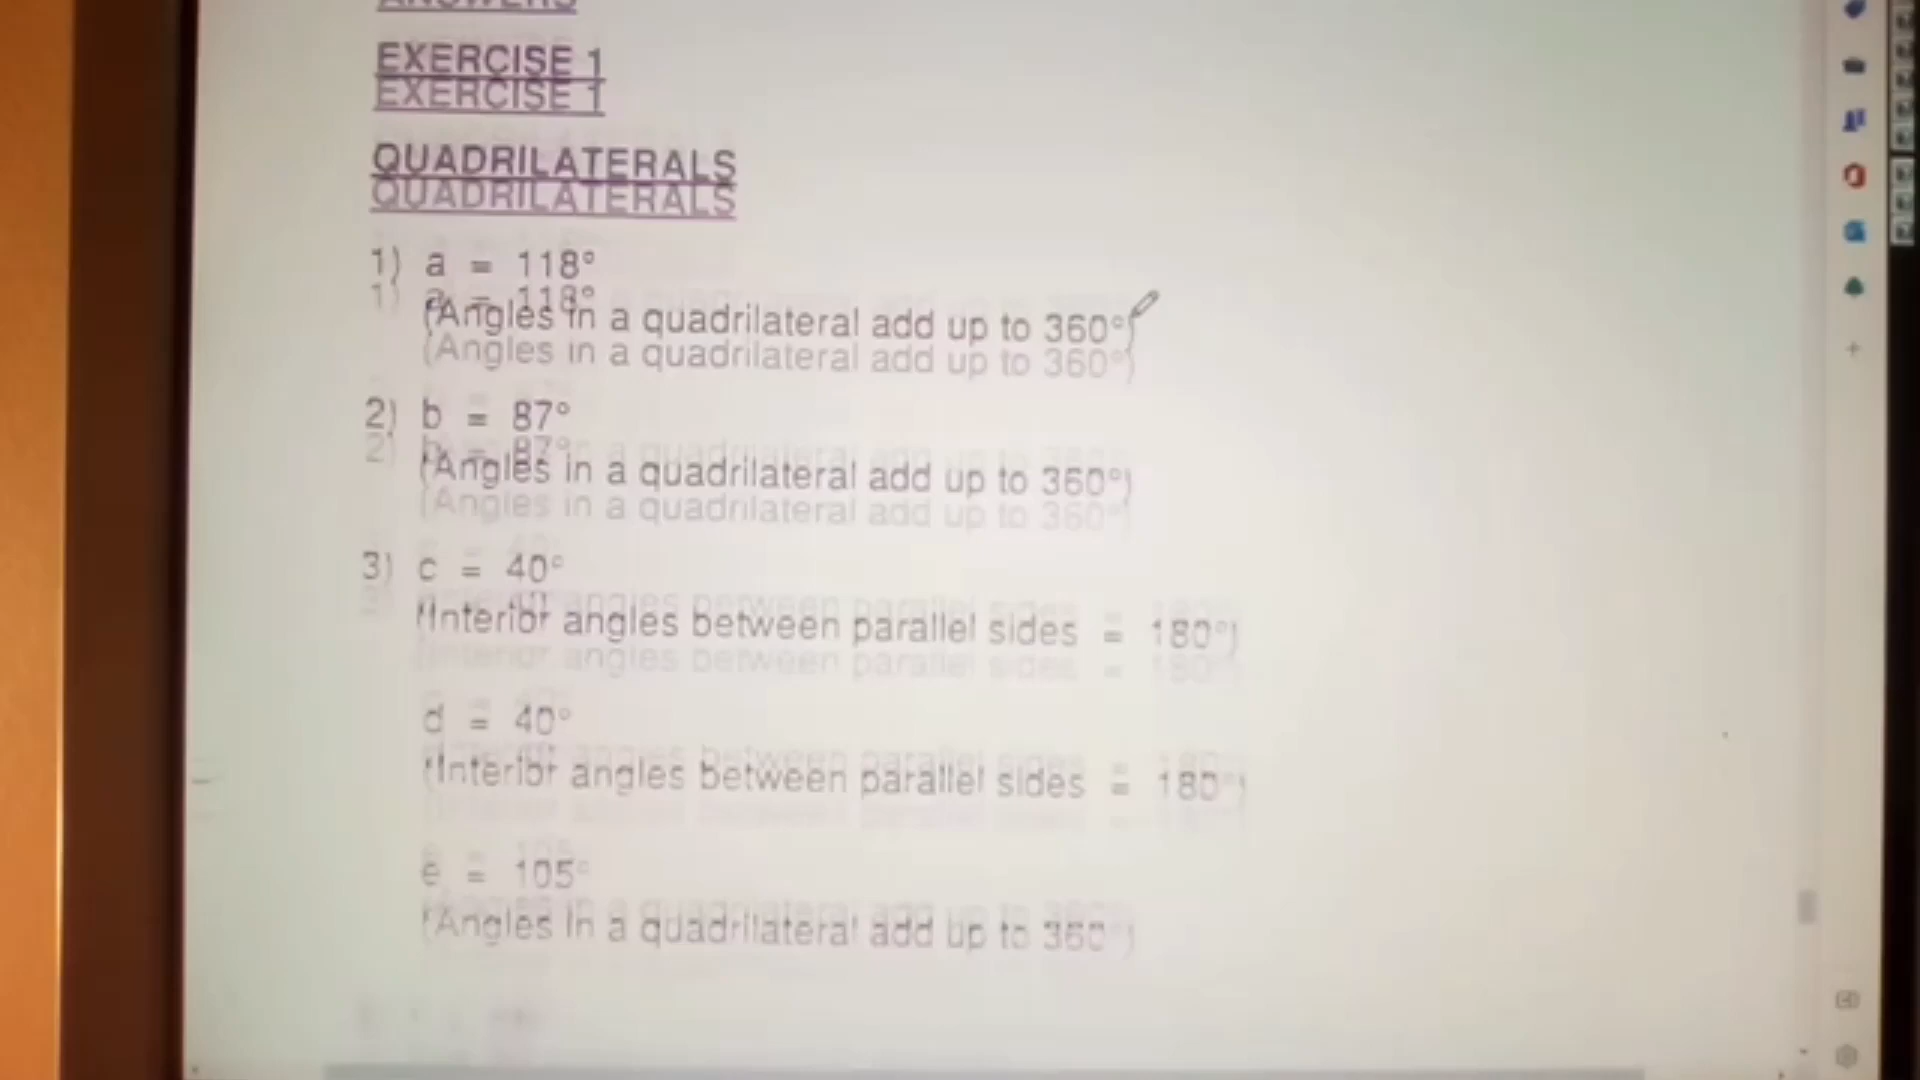 ANSWERS
EXERCISE 1
QUADRILATERALS
1) a = 118°
(Angles in a quadrilateral add up to 360°)
2) b = 87°
(Angles in a quadrilateral add up to 360°)
3) c = 40°
(Interior angles between parallel sides = 180°)
d = 40°
(Interior angles between parallel sides = 180°)
e = 105°
(Angles in a quadrilateral add up to 360°)